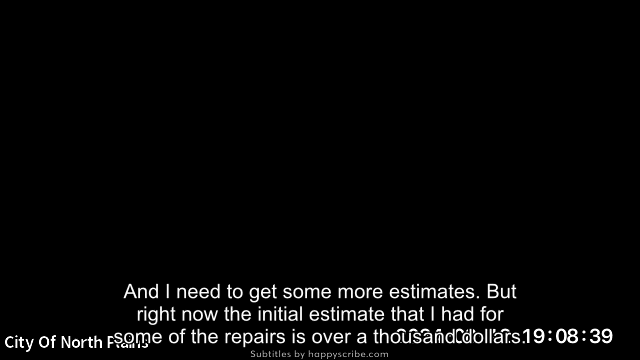 And I need to get some more estimates. But
right now the initial estimate that I had for
some of the repairs is over a thousand dollars.
City Of North Plains
19:08:39
Subtitles by happyscribe.com